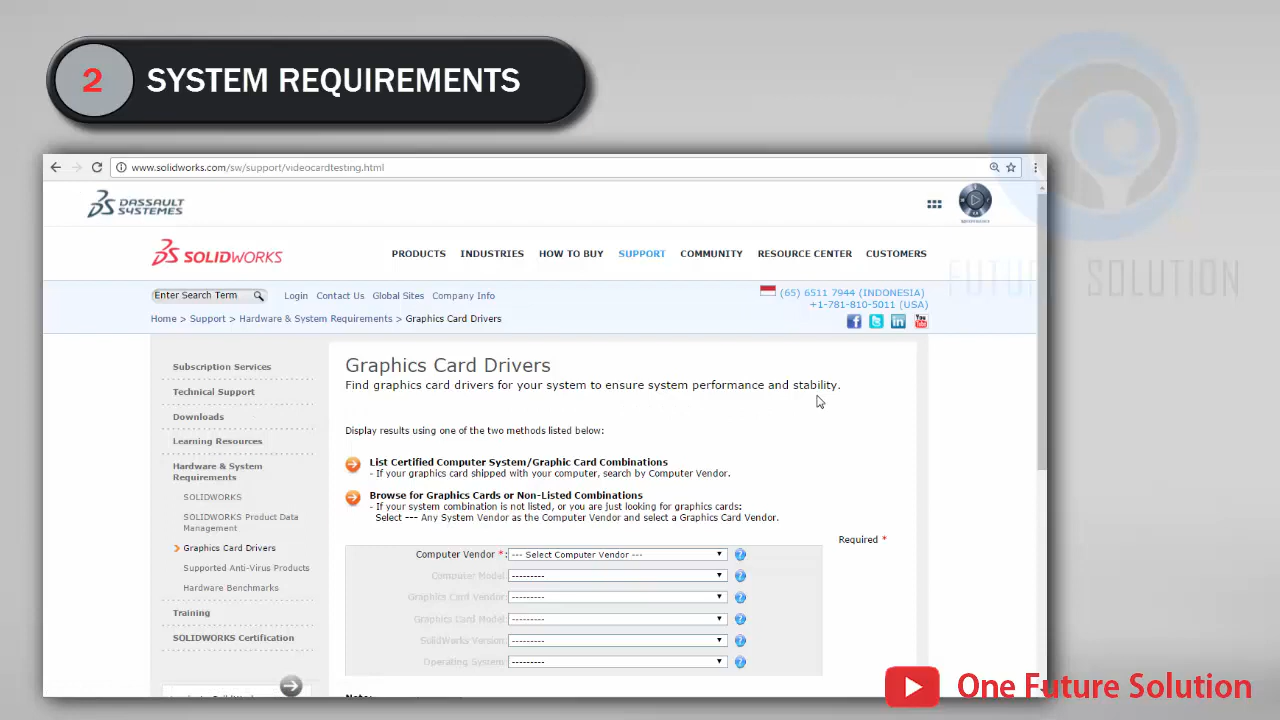 2 SYSTEM REQUIREMENTS
www.solidworks.com/sw/support/videocardtesting.html
DASSAULT
SYSTEMES
SOLIDWORKS
PRODUCTS INDUSTRIES HOW TO BUY SUPPORT COMMUNITY RESOURCE CENTER CUSTOMERS
FUTURE SOLUTION
Enter Search Term Login Contact Us Global Sites Company Info
(65) 6511 7944 (INDONESIA)
+1-781-810-5011 (USA)
Home > Support > Hardware & System Requirements > Graphics Card Drivers
Subscription Services
Technical Support
Downloads
Learning Resources
Hardware & System
Requirements
SOLIDWORKS
SOLIDWORKS Product Data
Management
Graphics Card Drivers
Supported Anti-Virus Products
Hardware Benchmarks
Training
SOLIDWORKS Certification
Graphics Card Drivers
Find graphics card drivers for your system to ensure system performance and stability.
Display results using one of the two methods listed below:
List Certified Computer System/Graphic Card Combinations
- If your graphics card shipped with your computer, search by Computer Vendor.
Browse for Graphics Cards or Non-Listed Combinations
- If your system combination is not listed, or you are just looking for graphics cards:
Select --- Any System Vendor as the Computer Vendor and select a Graphics Card Vendor.
Required *
Computer Vendor *: --- Select Computer Vendor ---
Computer Model: ---------
Graphics Card Vendor: ---------
Graphics Card Model: ---------
SolidWorks Version: ---------
Operating System: ---------
One Future Solution